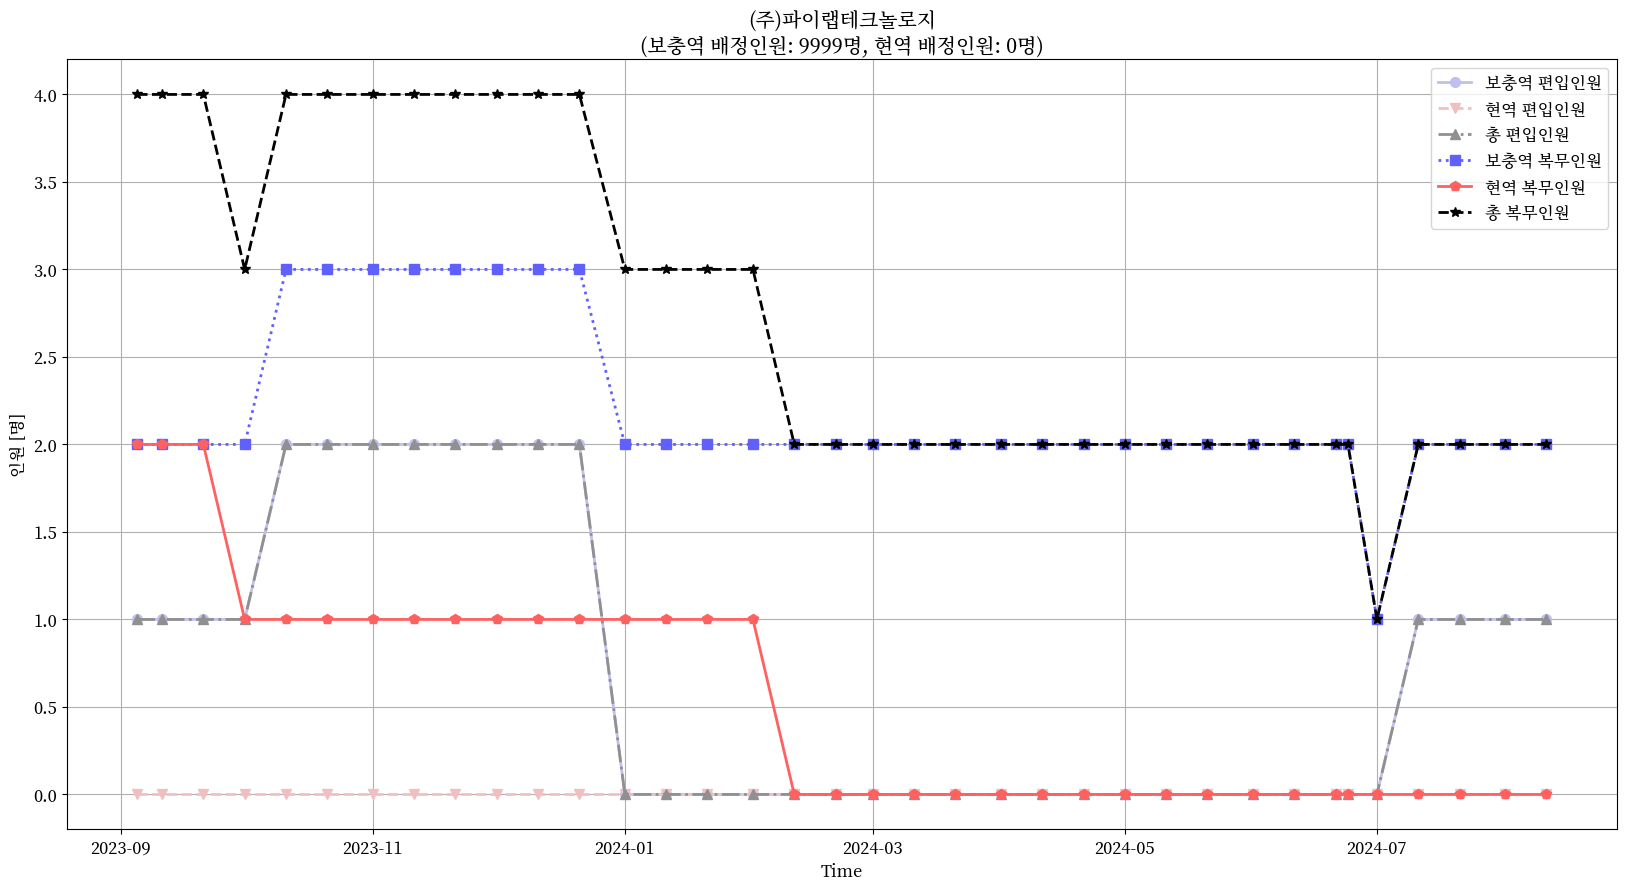 (주)파이랩테크놀로지
(보충역 배정인원: 9999명, 현역 배정인원: 0명)
보충역 편입인원
현역 편입인원
총 편입인원
보충역 복무인원
현역 복무인원
총 복무인원
인원 [명]
4.0
3.5
3.0
2.5
2.0
1.5
1.0
0.5
0.0
2023-09
2023-11
2024-01
2024-03
2024-05
2024-07
Time